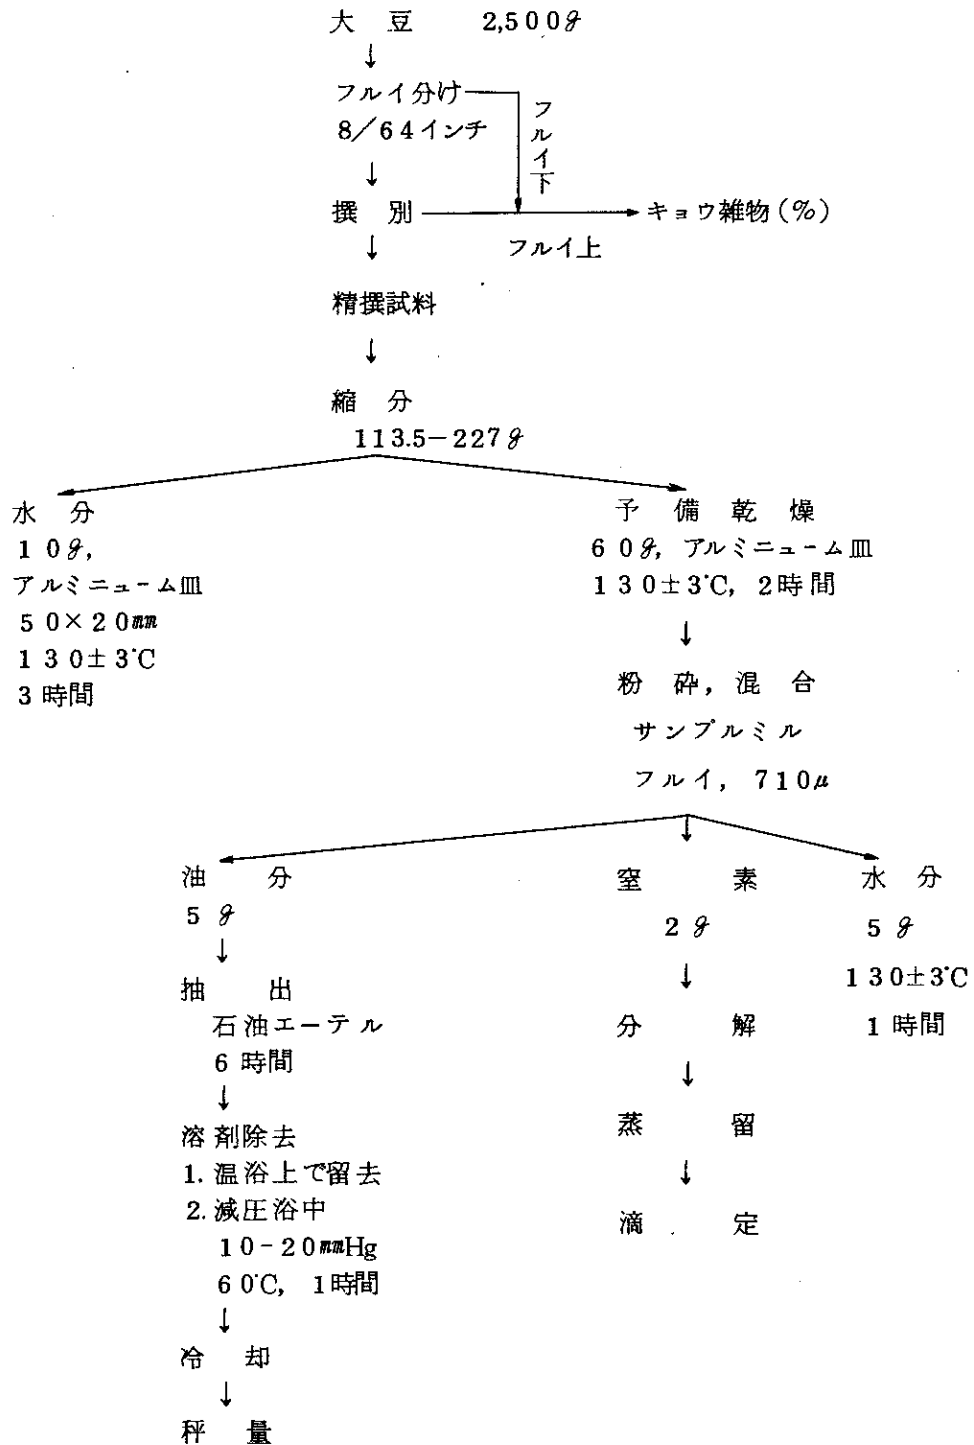 大豆 2,500g
フルイ分け
8/64インチ
フルイ下
撰別
キョウ雑物(%)
フルイ上
精撰試料
縮分
113.5-227g
水分
10g,
アルミニューム皿
50×20mm
130±3℃
3時間
予備乾燥
60g, アルミニューム皿
130±3℃, 2時間
粉砕,混合
サンプルミル
フルイ, 710μ
油分
5g
抽出
石油エーテル
6時間
溶剤除去
1.温浴上で留去
2.減圧浴中
10-20mmHg
60℃, 1時間
冷却
秤量
窒素
2g
分解
蒸留
滴定
水分
5g
130±3℃
1時間